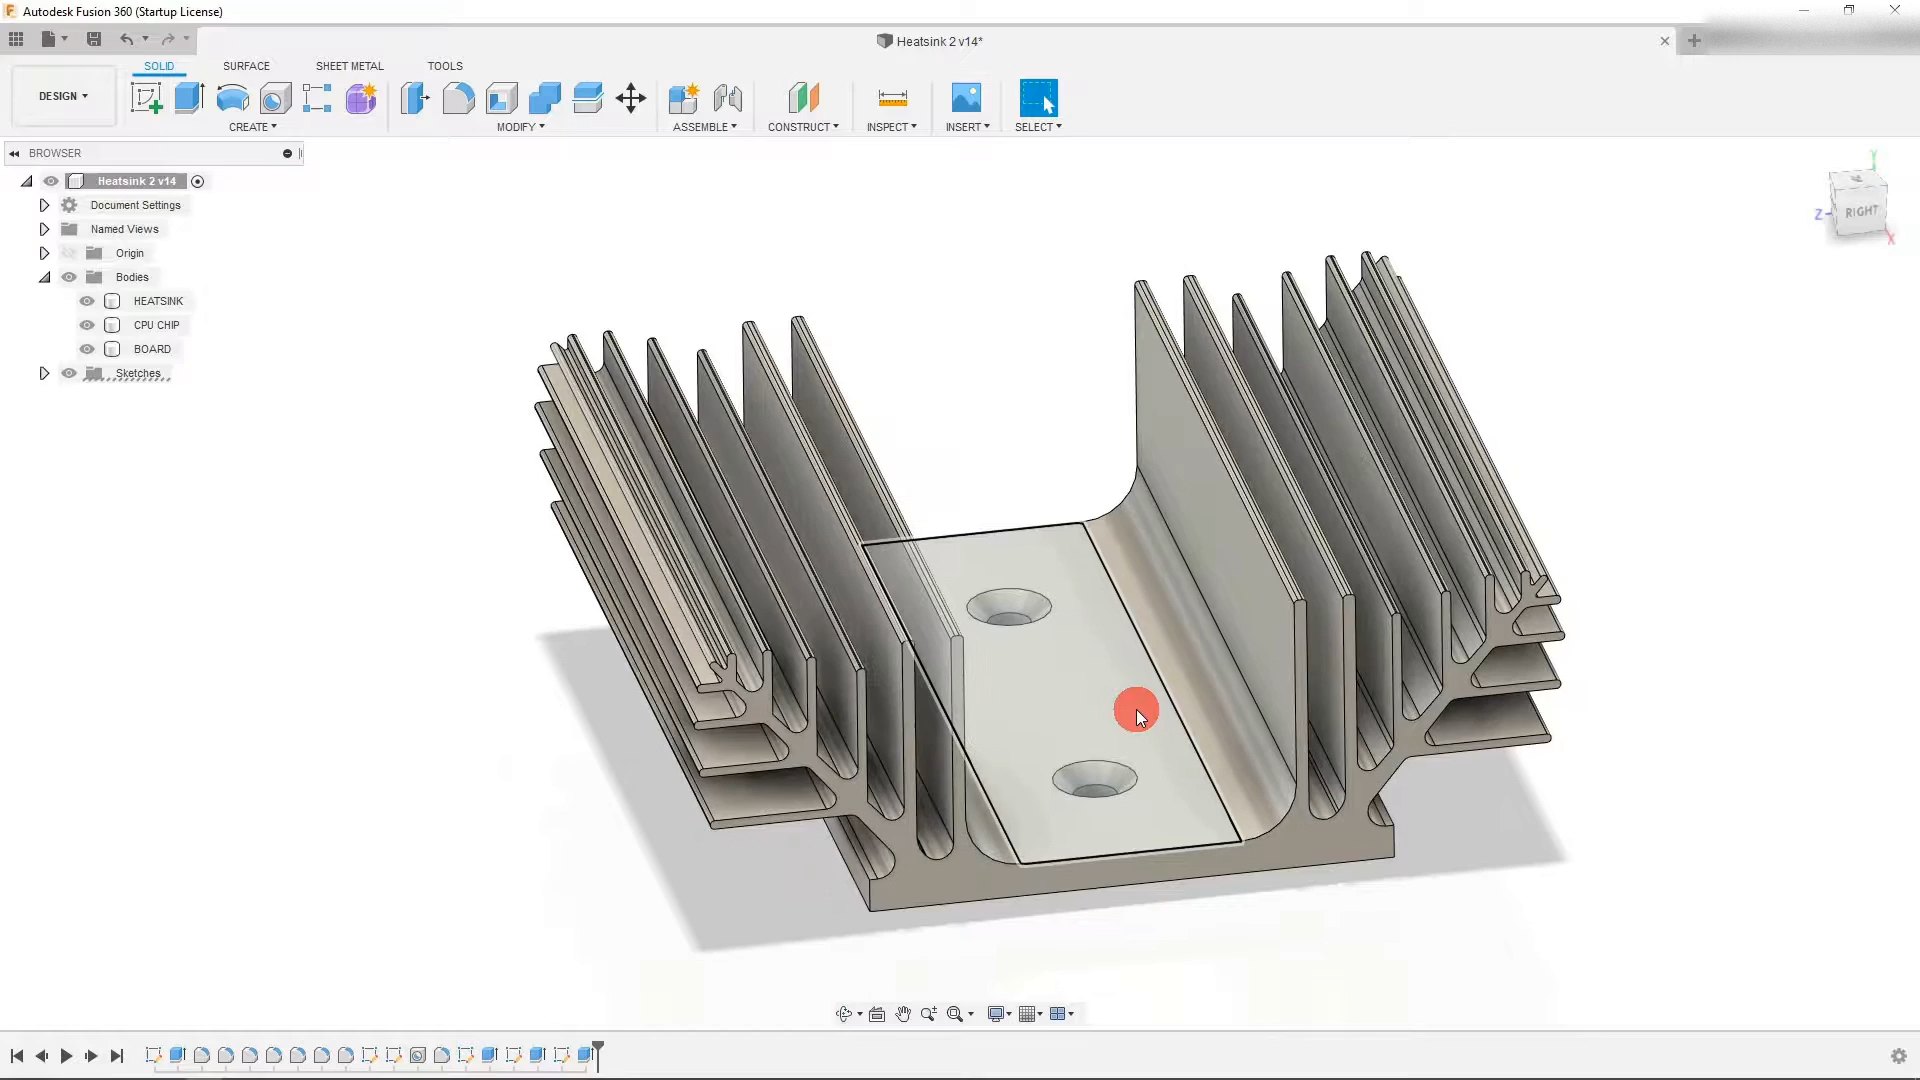 Autodesk Fusion 360 (Startup License)
Heatsink 2 v14*
SOLID SURFACE SHEET METAL TOOLS
DESIGN
CREATE MODIFY ASSEMBLE CONSTRUCT INSPECT INSERT SELECT
BROWSER
Heatsink 2 v14
Document Settings
Named Views
Origin
Bodies
HEATSINK
CPU CHIP
BOARD
Sketches
Y
Z
RIGHT
X